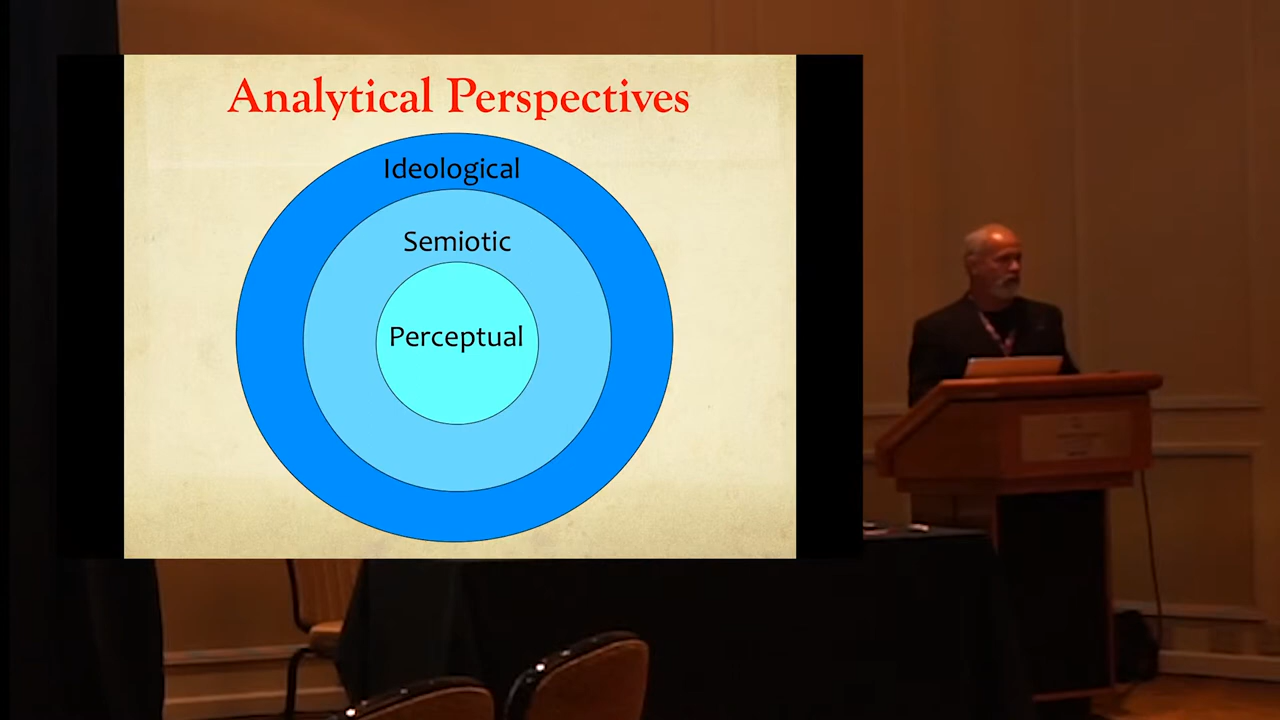 Analytical Perspectives
Ideological
Semiotic
Perceptual